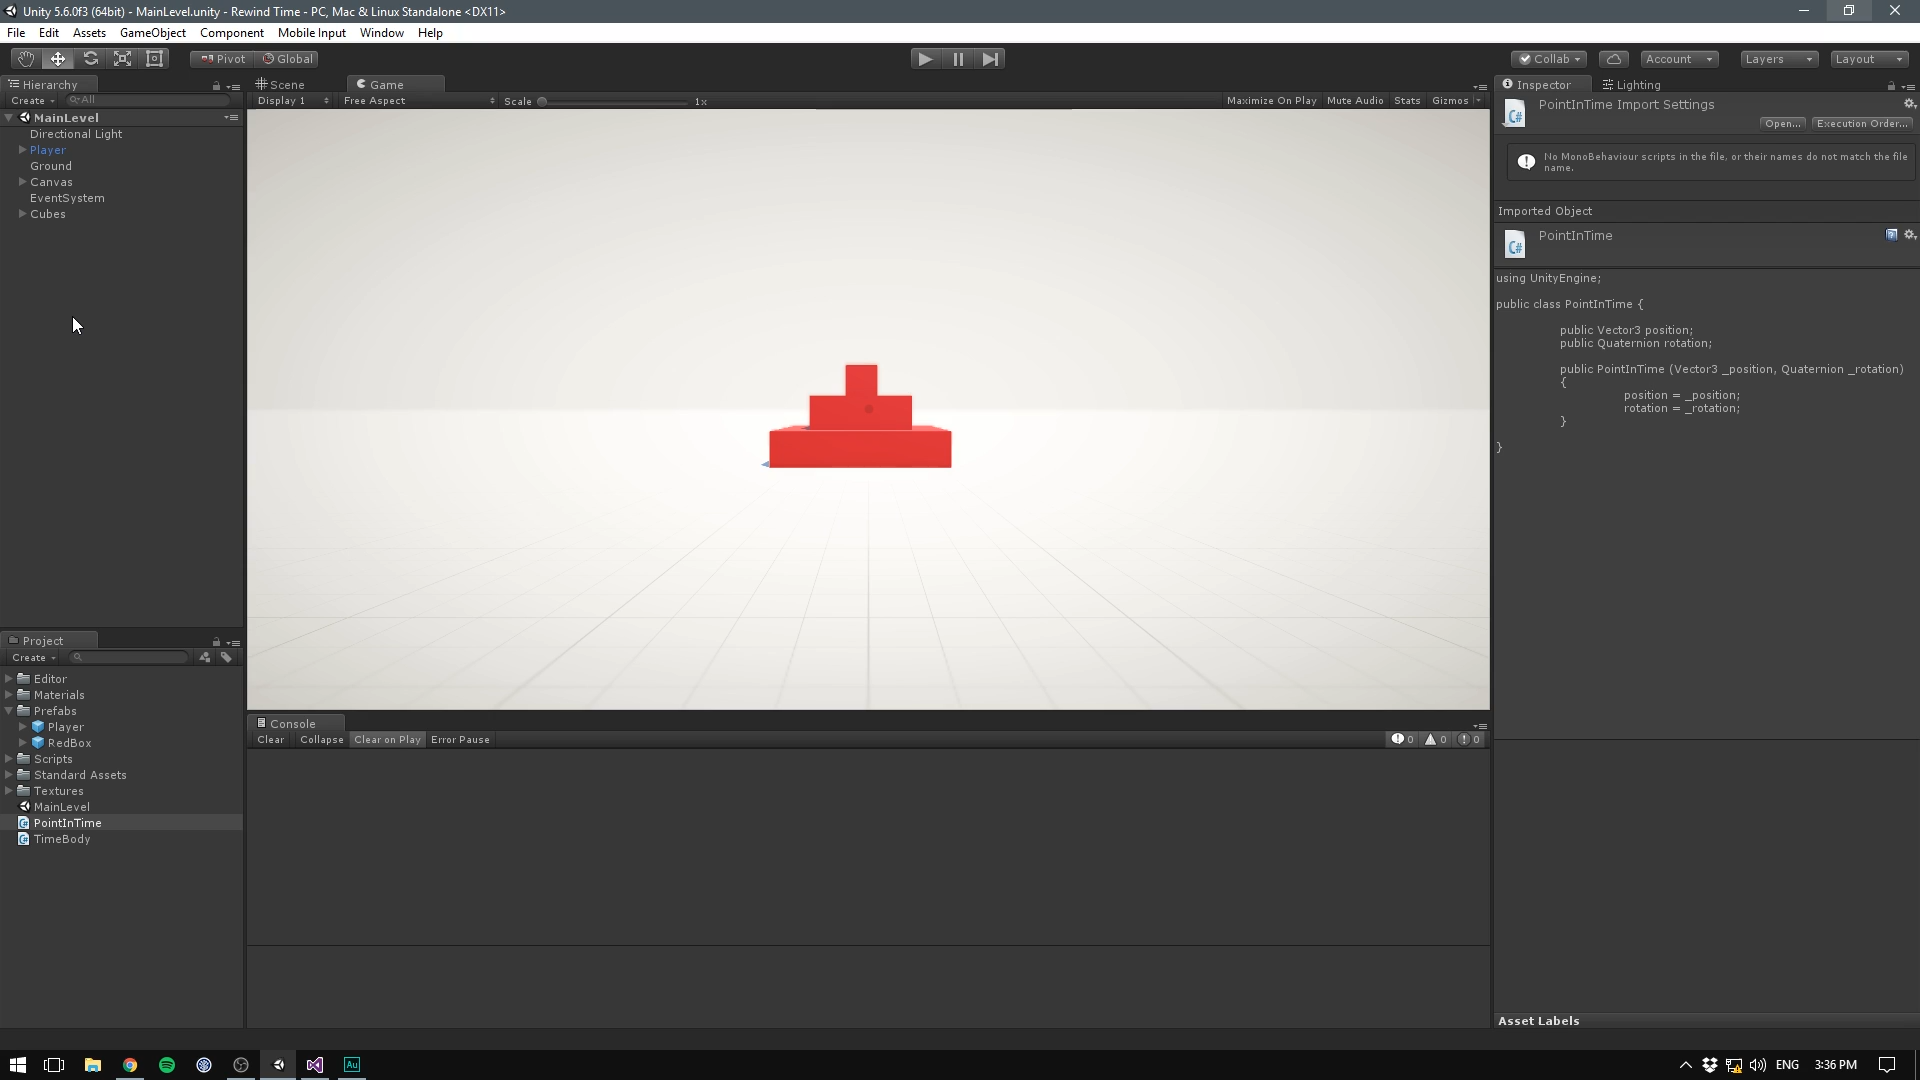 Unity 5.6.0f3 (64bit) - MainLevel.unity - Rewind Time - PC, Mac & Linux Standalone <DX11>
File Edit Assets GameObject Component Mobile Input Window Help
Pivot Global
Collab Account Layers Layout
Hierarchy
Create All
MainLevel
Directional Light
Player
Ground
Canvas
EventSystem
Cubes
Scene Game
Display 1 Free Aspect Scale 1x Maximize On Play Mute Audio Stats Gizmos
Inspector Lighting
PointInTime Import Settings
Open... Execution Order...
No MonoBehaviour scripts in the file, or their names do not match the file
name.
Imported Object
PointInTime
using UnityEngine;
public class PointInTime {
public Vector3 position;
public Quaternion rotation;
public PointInTime (Vector3 _position, Quaternion _rotation)
{
position = _position;
rotation = _rotation;
}
}
Project
Create
Editor
Materials
Prefabs
Player
RedBox
Scripts
Standard Assets
Textures
MainLevel
C# PointInTime
C# TimeBody
Console
Clear Collapse Clear on Play Error Pause 0 0 0
Asset Labels
Au
ENG 3:36 PM